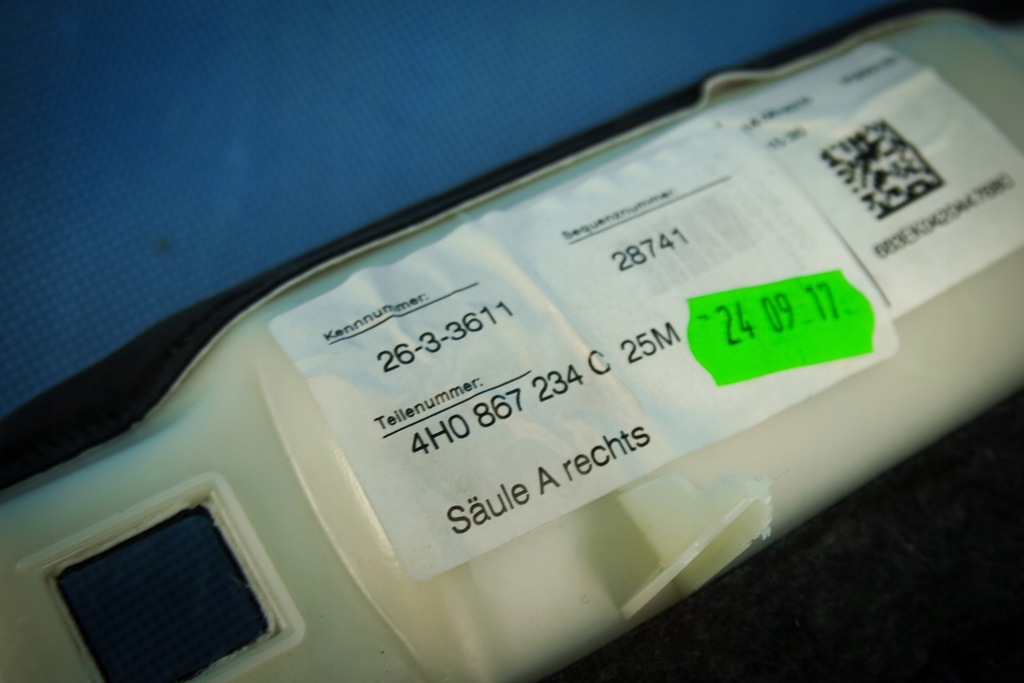 Kennnummer:
26-3-3611
Sequenznummer
28741
Teilenummer:
4H0 867 234 C 25M
Säule A rechts
24 09 17